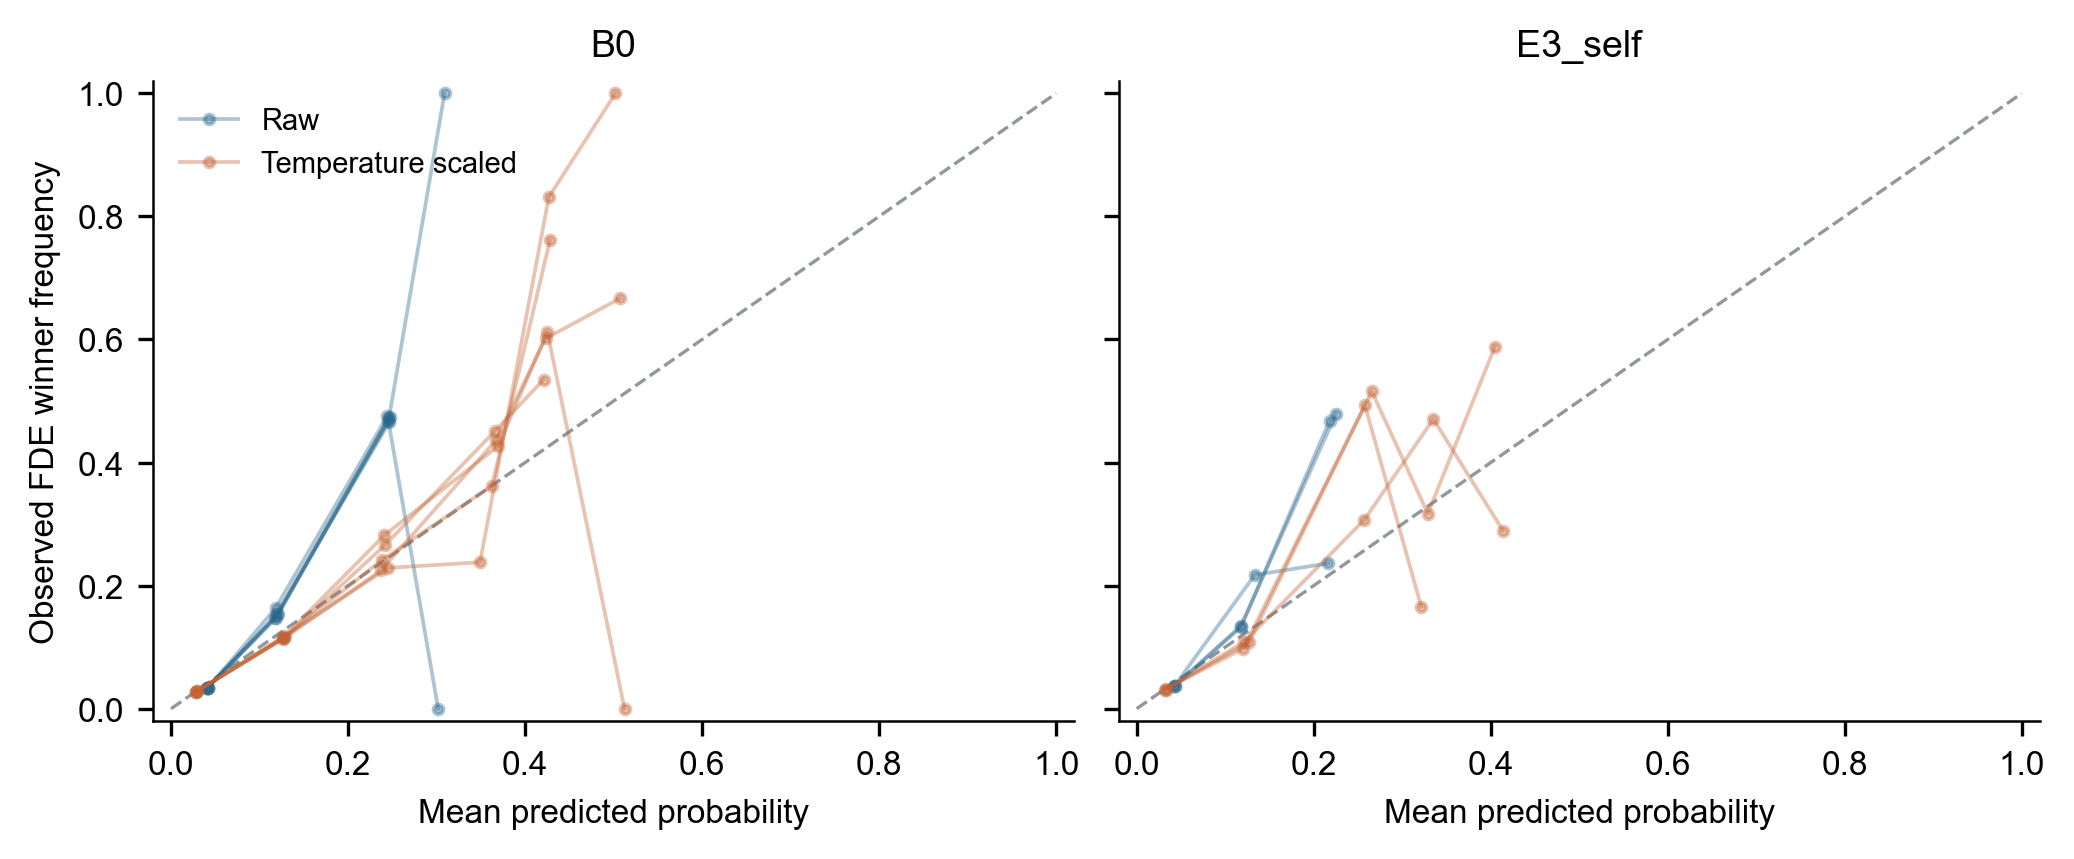 B0
E3_self
1.0
0.8
0.6
0.4
0.2
0.0
Observed FDE winner frequency
Raw
Temperature scaled
0.0 0.2 0.4 0.6 0.8 1.0
0.0 0.2 0.4 0.6 0.8 1.0
Mean predicted probability
Mean predicted probability